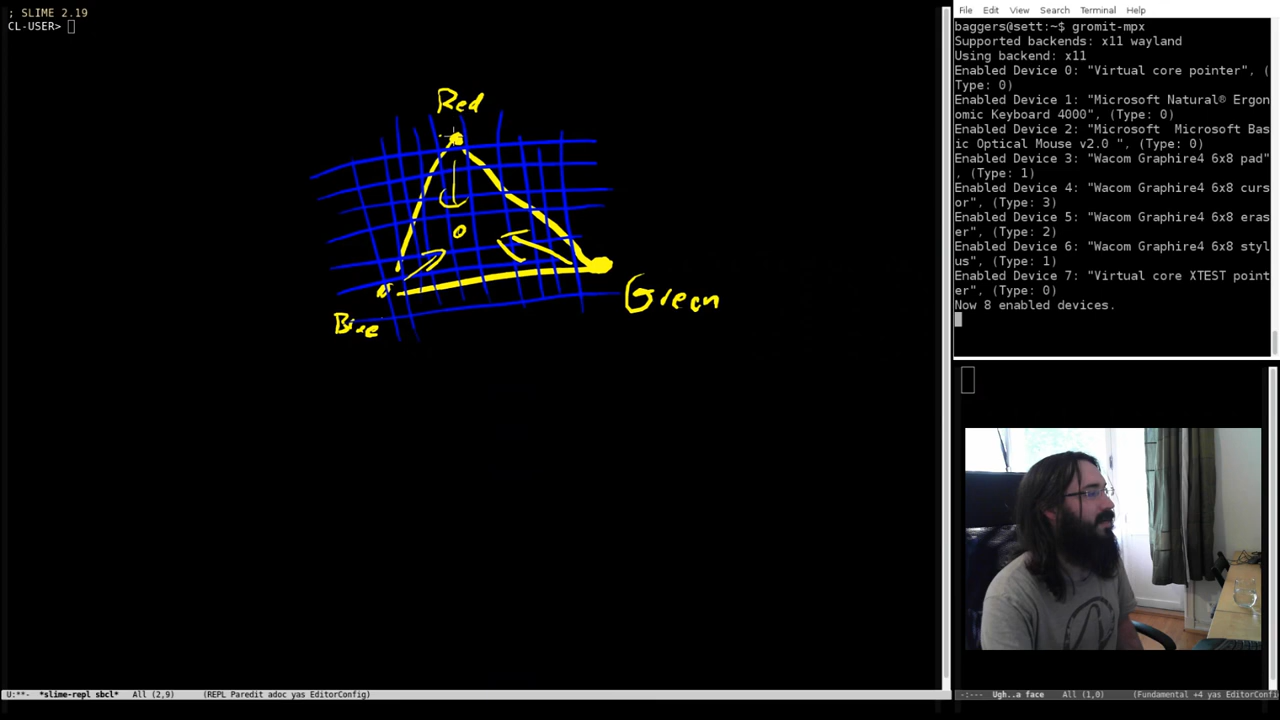 ; SLIME 2.19
CL-USER>
Red
Green
U:**-  *slime-repl sbcl*   All (2,9)      (REPL Paredit adoc yas EditorConfig)
File Edit View Search Terminal Help
baggers@sett:~$ gromit-mpx
Supported backends: x11 wayland
Using backend: x11
Enabled Device 0: "Virtual core pointer", (
Type: 0)
Enabled Device 1: "Microsoft Natural® Ergon
omic Keyboard 4000", (Type: 0)
Enabled Device 2: "Microsoft  Microsoft Bas
ic Optical Mouse v2.0 ", (Type: 0)
Enabled Device 3: "Wacom Graphire4 6x8 pad"
, (Type: 1)
Enabled Device 4: "Wacom Graphire4 6x8 curs
or", (Type: 3)
Enabled Device 5: "Wacom Graphire4 6x8 eras
er", (Type: 2)
Enabled Device 6: "Wacom Graphire4 6x8 styl
us", (Type: 1)
Enabled Device 7: "Virtual core XTEST point
er", (Type: 0)
Now 8 enabled devices.
-:---  Ugh..a face    All (1,0)      (Fundamental +4 yas EditorConfig